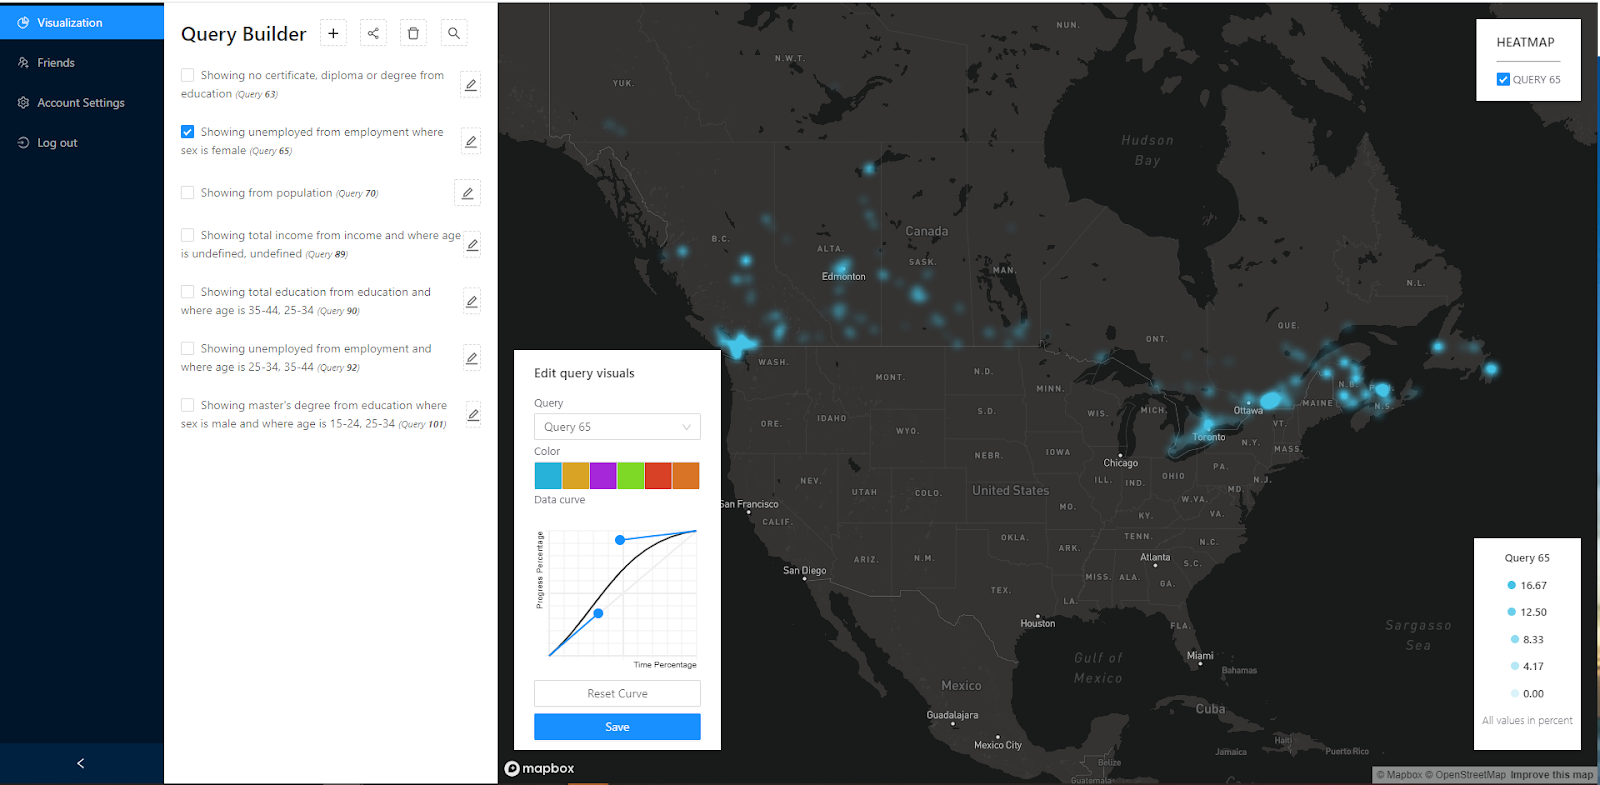 Visualization
Friends
Account Settings
Log out
Query Builder
Showing no certificate, diploma or degree from
education (Query 63)
Showing unemployed from employment where
sex is female (Query 65)
Showing from population (Query 70)
Showing total income from income and where age
is undefined, undefined (Query 89)
Showing total education from education and
where age is 35-44, 25-34 (Query 90)
Showing unemployed from employment and
where age is 25-34, 35-44 (Query 92)
Showing master's degree from education where
sex is male and where age is 15-24, 25-34 (Query 101)
Edit query visuals
Query
Query 65
Color
Data curve
Progress Percentage
Time Percentage
Reset Curve
Save
mapbox
HEATMAP
QUERY 65
NUN.
N.W.T.
YUK.
Hudson
Bay
Canada
B.C.
ALTA.
SASK.
Edmonton
MAN.
N.L.
QUE.
ONT.
WASH.
MONT.
N.D.
MINN.
N.B.
N.S.
MAINE
Ottawa
Toronto
VT.
S.D.
WIS.
MICH.
IDAHO
ORE.
WYO.
N.Y.
MASS.
NEBR.
IOWA
Chicago
PA.
NEV.
UTAH
COLO.
United States
ILL.
IND.
OHIO
N.J.
MD.
W.VA.
San Francisco
CALIF.
MO.
KY.
VA.
OKLA.
TENN.
N.C.
ARK.
ARIZ.
N.M.
Atlanta
S.C.
San Diego
MISS.
ALA.
GA.
TEX.
LA.
Houston
FLA.
Sargasso
Sea
Gulf of
Mexico
Miami
Bahamas
Mexico
Cuba
Guadalajara
Mexico City
Haiti
Jamaica
Puerto Rico
Belize
Guatemala
Query 65
16.67
12.50
8.33
4.17
0.00
All values in percent
© Mapbox © OpenStreetMap Improve this map